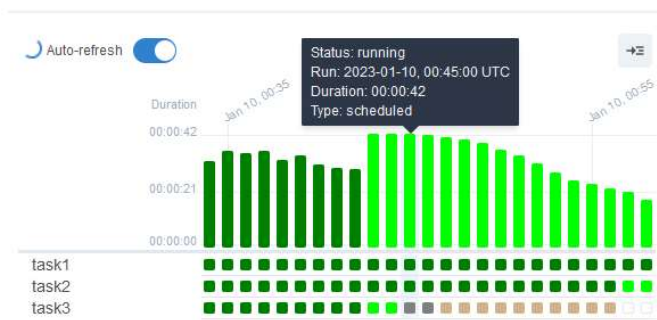 Auto-refresh
Status: running
Run: 2023-01-10, 00:45:00 UTC
Duration: 00:00:42
Type: scheduled
Duration
Jan 10, 00:35
Jan 10, 00:55
00:00:42
00:00:21
00:00:00
task1
task2
task3